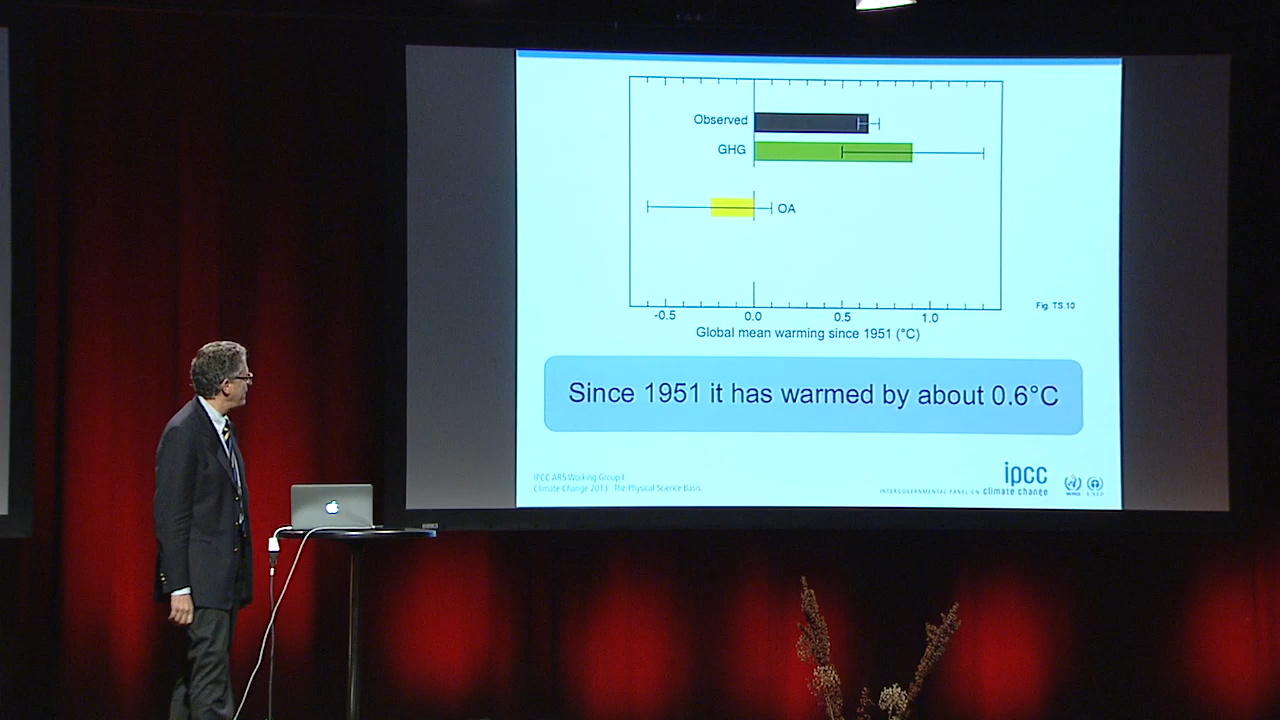 Observed
GHG
OA
-0.5 0.0 0.5 1.0
Global mean warming since 1951 (°C)
Fig. TS.10
Since 1951 it has warmed by about 0.6°C
IPCC AR5 Working Group I
Climate Change 2013: The Physical Science Basis
ipcc
INTERGOVERNMENTAL PANEL ON climate change
WMO UNEP